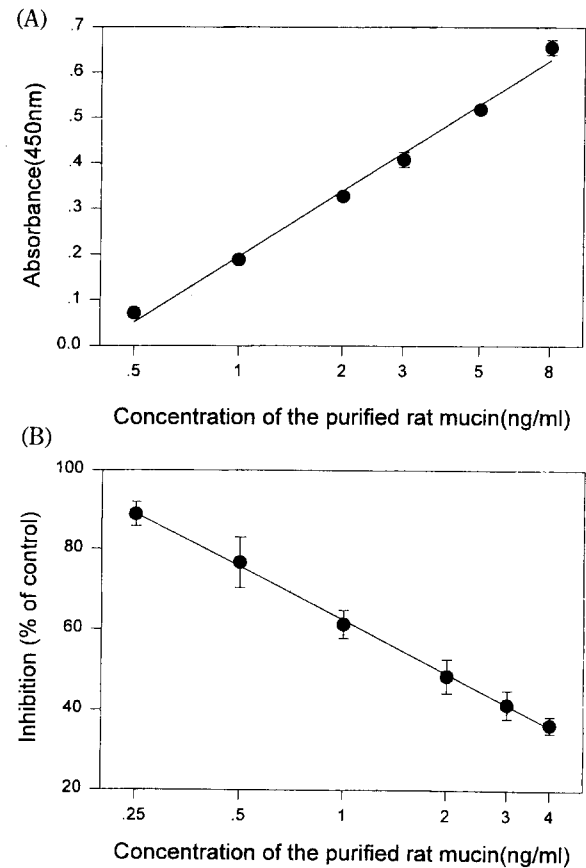 (A)
Absorbance(450nm)
.7
.6
.5
.4
.3
.2
.1
0.0
.5 1 2 3 5 8
Concentration of the purified rat mucin(ng/ml)
(B)
Inhibition (% of control)
100
80
60
40
20
.25 .5 1 2 3 4
Concentration of the purified rat mucin(ng/ml)